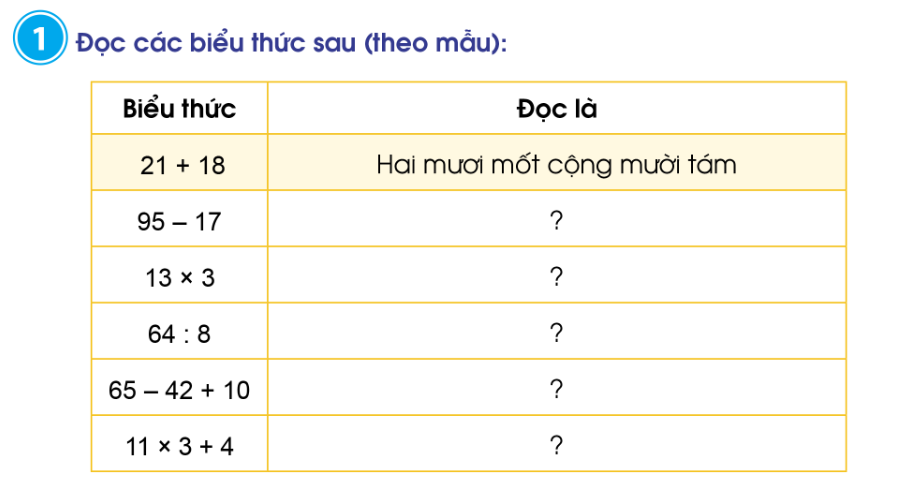 1 Đọc các biểu thức sau (theo mẫu):
Biểu thức Đọc là
21 + 18 Hai mươi mốt cộng mười tám
95 – 17 ?
13 × 3 ?
64 : 8 ?
65 – 42 + 10 ?
11 × 3 + 4 ?